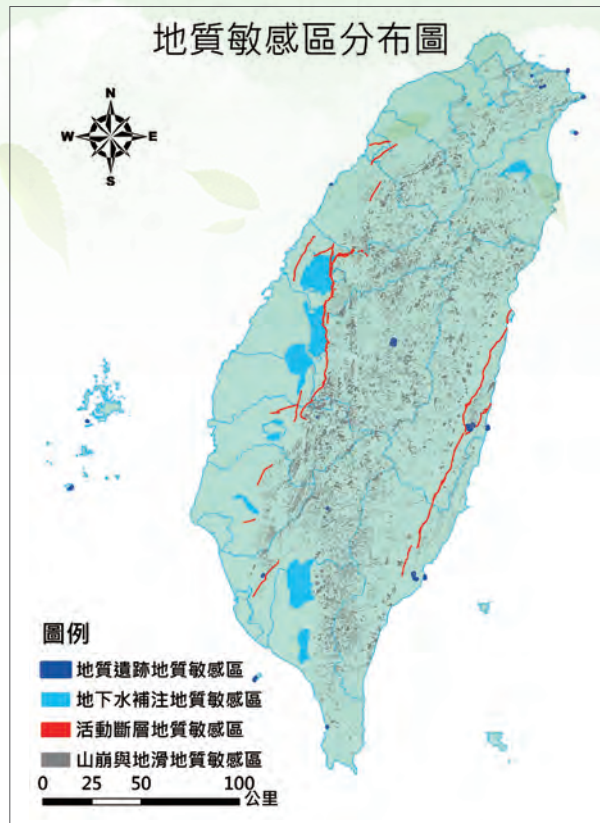 地質敏感區分布圖
N
W E
S
圖例
地質遺跡地質敏感區
地下水補注地質敏感區
活動斷層地質敏感區
山崩與地滑地質敏感區
0 25 50 100
公里